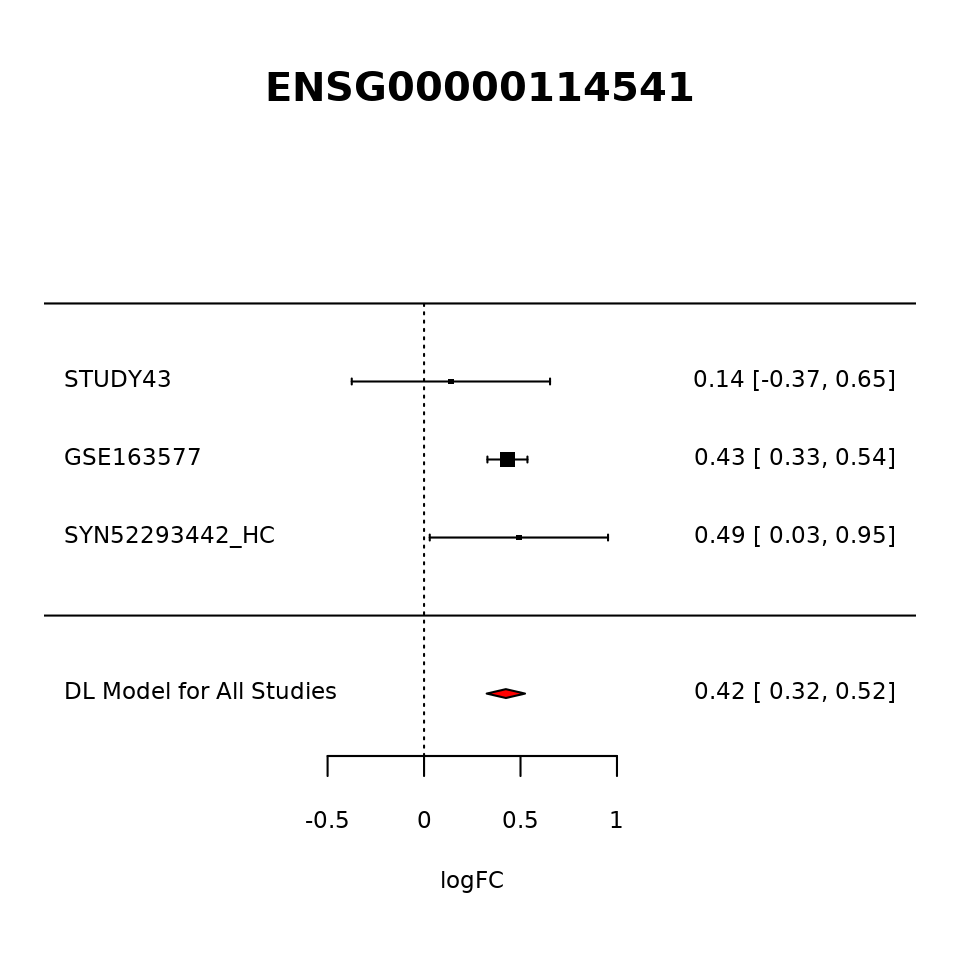 ENSG00000114541
STUDY43 0.14 [-0.37, 0.65]
GSE163577 0.43 [ 0.33, 0.54]
SYN52293442_HC 0.49 [ 0.03, 0.95]
DL Model for All Studies 0.42 [ 0.32, 0.52]
-0.5 0 0.5 1
logFC